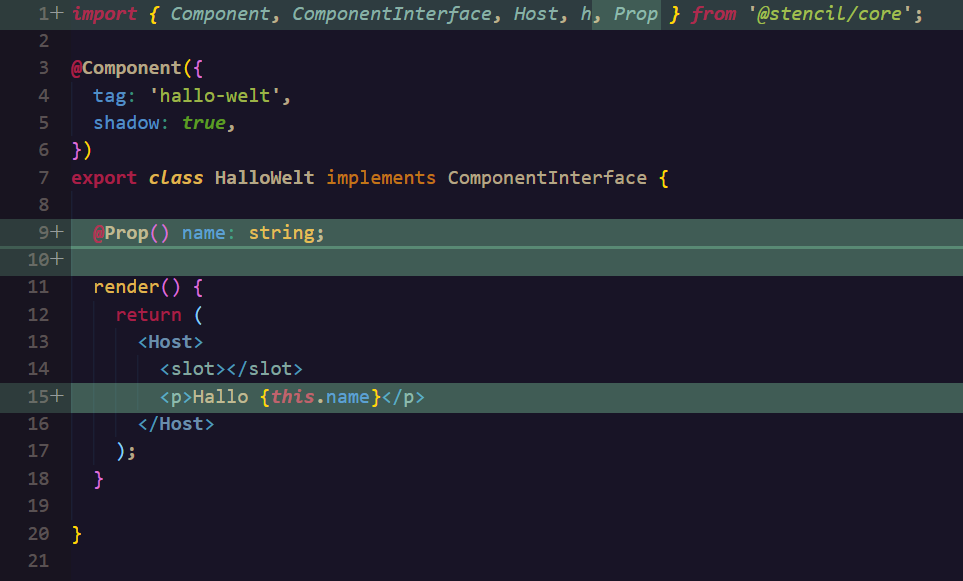 1+ import { Component, ComponentInterface, Host, h, Prop } from '@stencil/core';
2
3 @Component({
4   tag: 'hallo-welt',
5   shadow: true,
6 })
7 export class HalloWelt implements ComponentInterface {
8
9+   @Prop() name: string;
10+
11   render() {
12     return (
13       <Host>
14         <slot></slot>
15+         <p>Hallo {this.name}</p>
16       </Host>
17     );
18   }
19
20 }
21